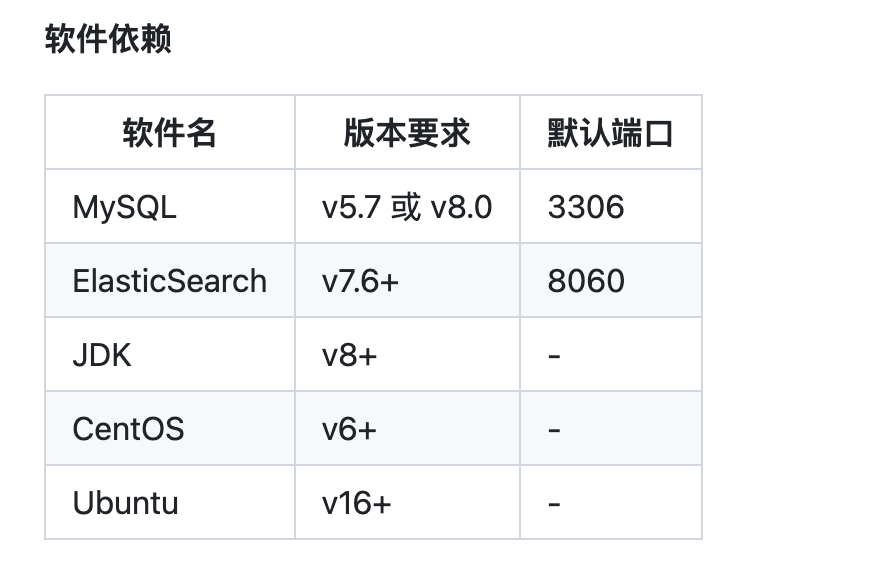 软件依赖
软件名 版本要求 默认端口
MySQL v5.7 或 v8.0 3306
ElasticSearch v7.6+ 8060
JDK v8+ -
CentOS v6+ -
Ubuntu v16+ -